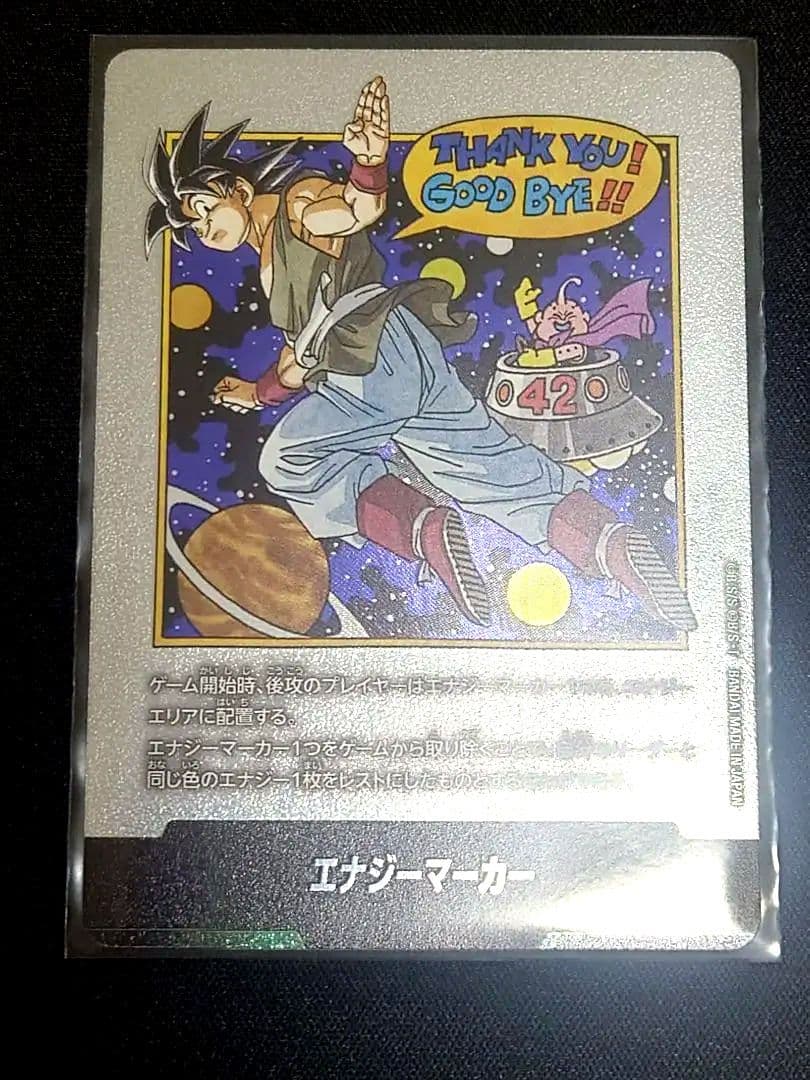 THANK YOU!
GOOD BYE!!
42
ゲーム開始時、後攻のプレイヤーはエナジーマーカー
エリアに配置する。
エナジーマーカー1つをゲームから取り除く
同じ色のエナジー1枚をレストにしたものとする
エナジーマーカー
BANDAI MADE IN JAPAN